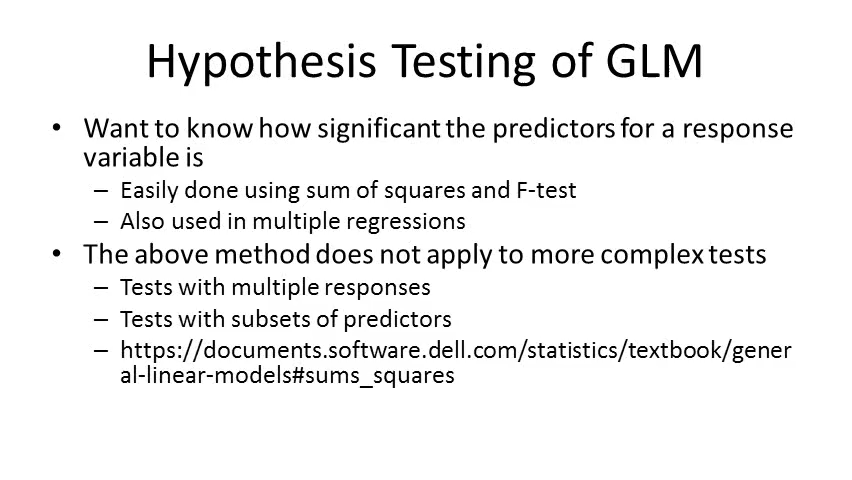 Hypothesis Testing of GLM
• Want to know how significant the predictors for a response
variable is
– Easily done using sum of squares and F-test
– Also used in multiple regressions
• The above method does not apply to more complex tests
– Tests with multiple responses
– Tests with subsets of predictors
– https://documents.software.dell.com/statistics/textbook/gener
al-linear-models#sums_squares